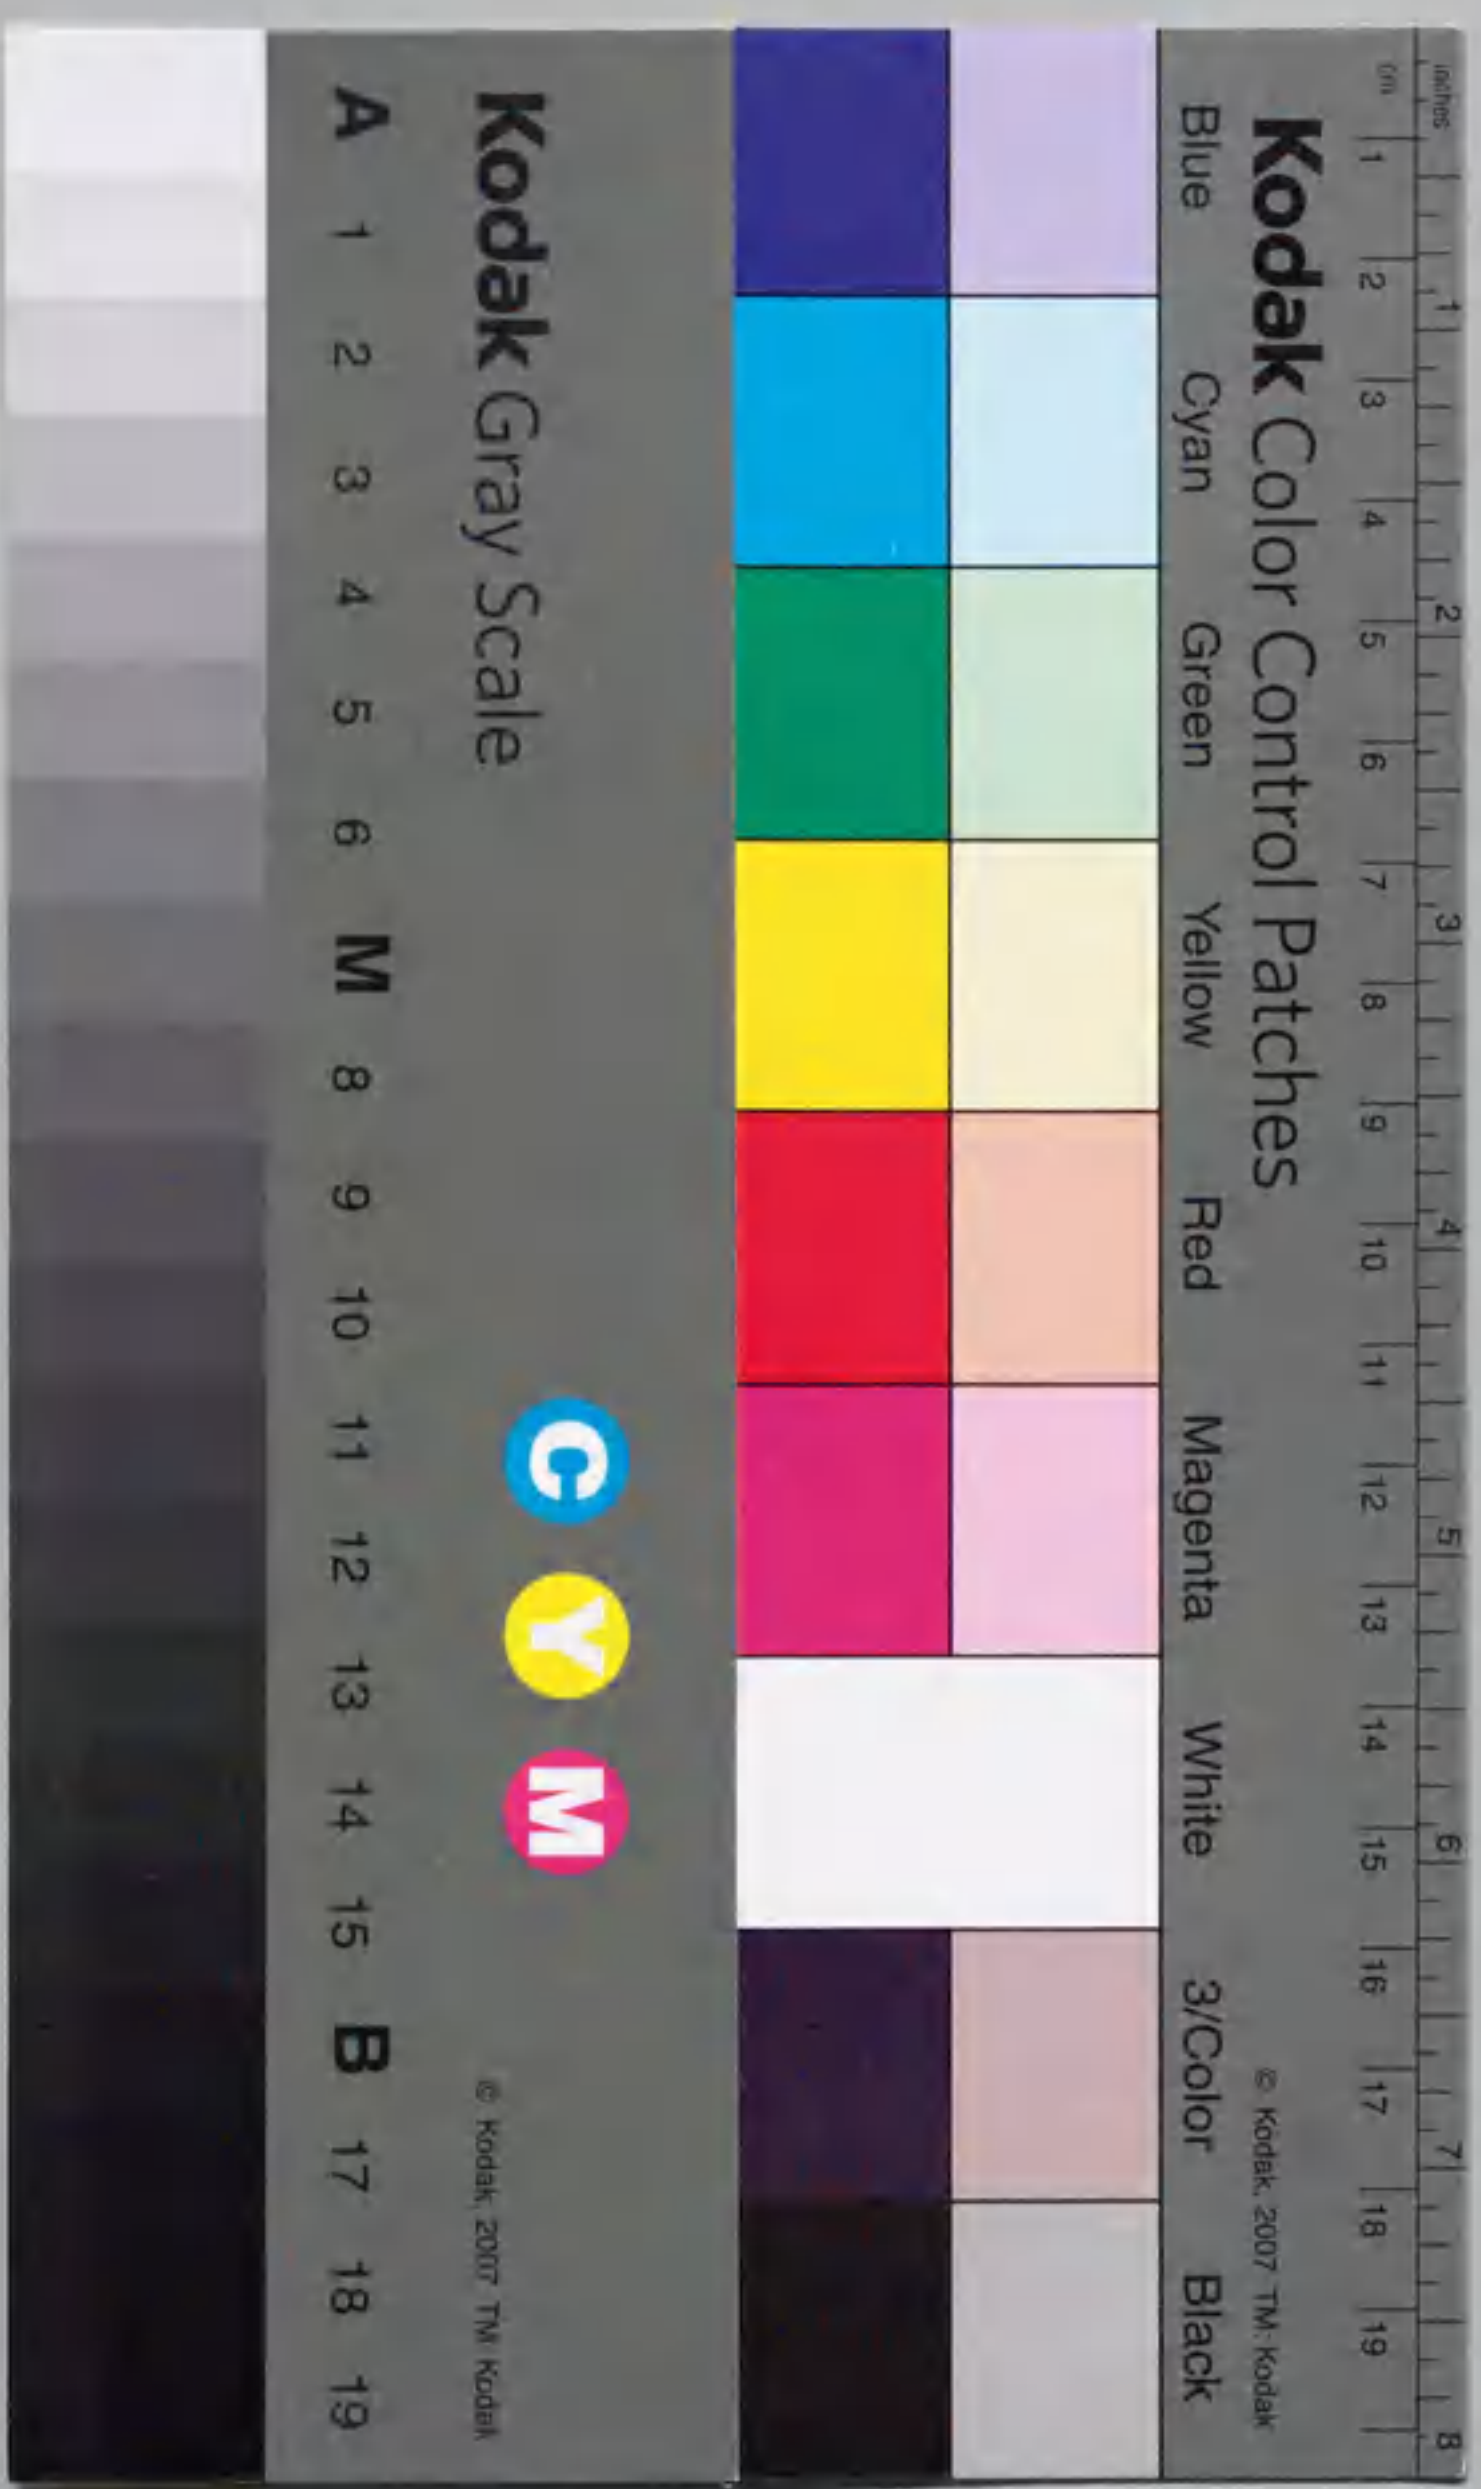 inches 1 2 3 4 5 6 7 8
cm 1 2 3 4 5 6 7 8 9 10 11 12 13 14 15 16 17 18 19
Kodak Color Control Patches © Kodak, 2007 TM: Kodak
Blue Cyan Green Yellow Red Magenta White 3/Color Black
C Y M
Kodak Gray Scale © Kodak, 2007 TM: Kodak
A 1 2 3 4 5 6 M 8 9 10 11 12 13 14 15 B 17 18 19